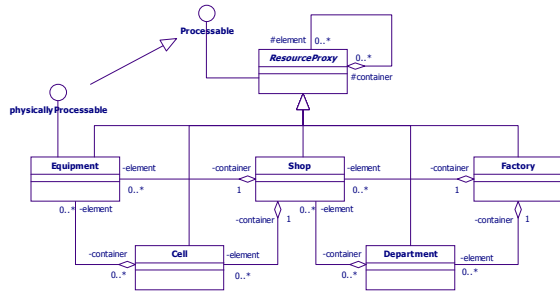 Processable
#element
0..*
0..*
ResourceProxy
#container
physicallyProcessable
Equipment
-element
-container
Shop
-element
-container
Factory
0..*
1
0..*
1
0..*
-element
-container
1
0..*
-element
1
-container
-container
Cell
-element
-container
Department
-element
0..*
0..*
0..*
0..*